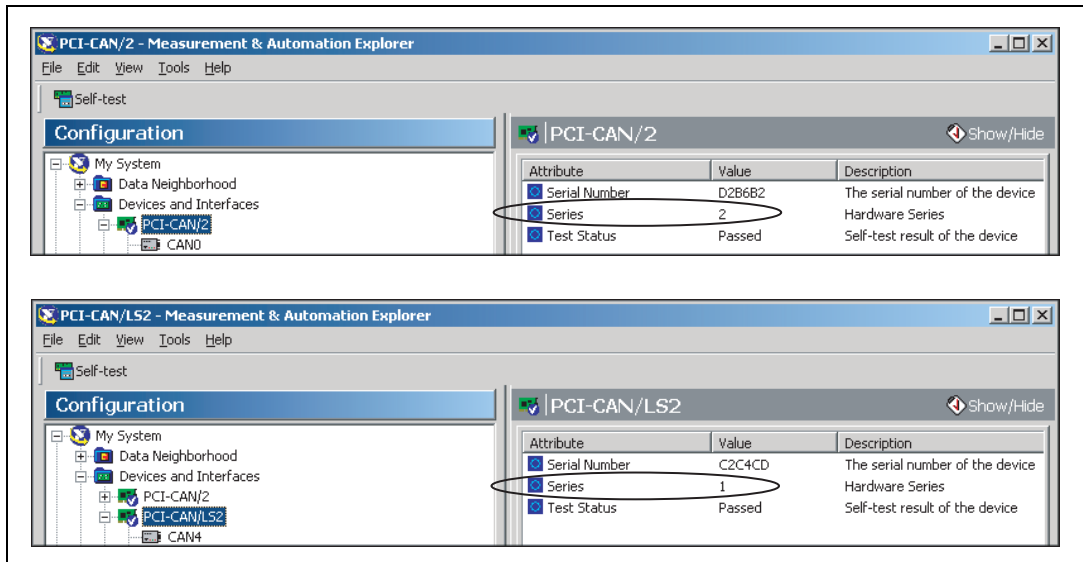 PCI-CAN/2 - Measurement & Automation Explorer
File Edit View Tools Help
Self-test
Configuration
My System
Data Neighborhood
Devices and Interfaces
PCI-CAN/2
CAN0
PCI-CAN/2
Show/Hide
Attribute Value Description
Serial Number D2B6B2 The serial number of the device
Series 2 Hardware Series
Test Status Passed Self-test result of the device
PCI-CAN/LS2 - Measurement & Automation Explorer
File Edit View Tools Help
Self-test
Configuration
My System
Data Neighborhood
Devices and Interfaces
PCI-CAN/2
PCI-CAN/LS2
CAN4
PCI-CAN/LS2
Show/Hide
Attribute Value Description
Serial Number C2C4CD The serial number of the device
Series 1 Hardware Series
Test Status Passed Self-test result of the device